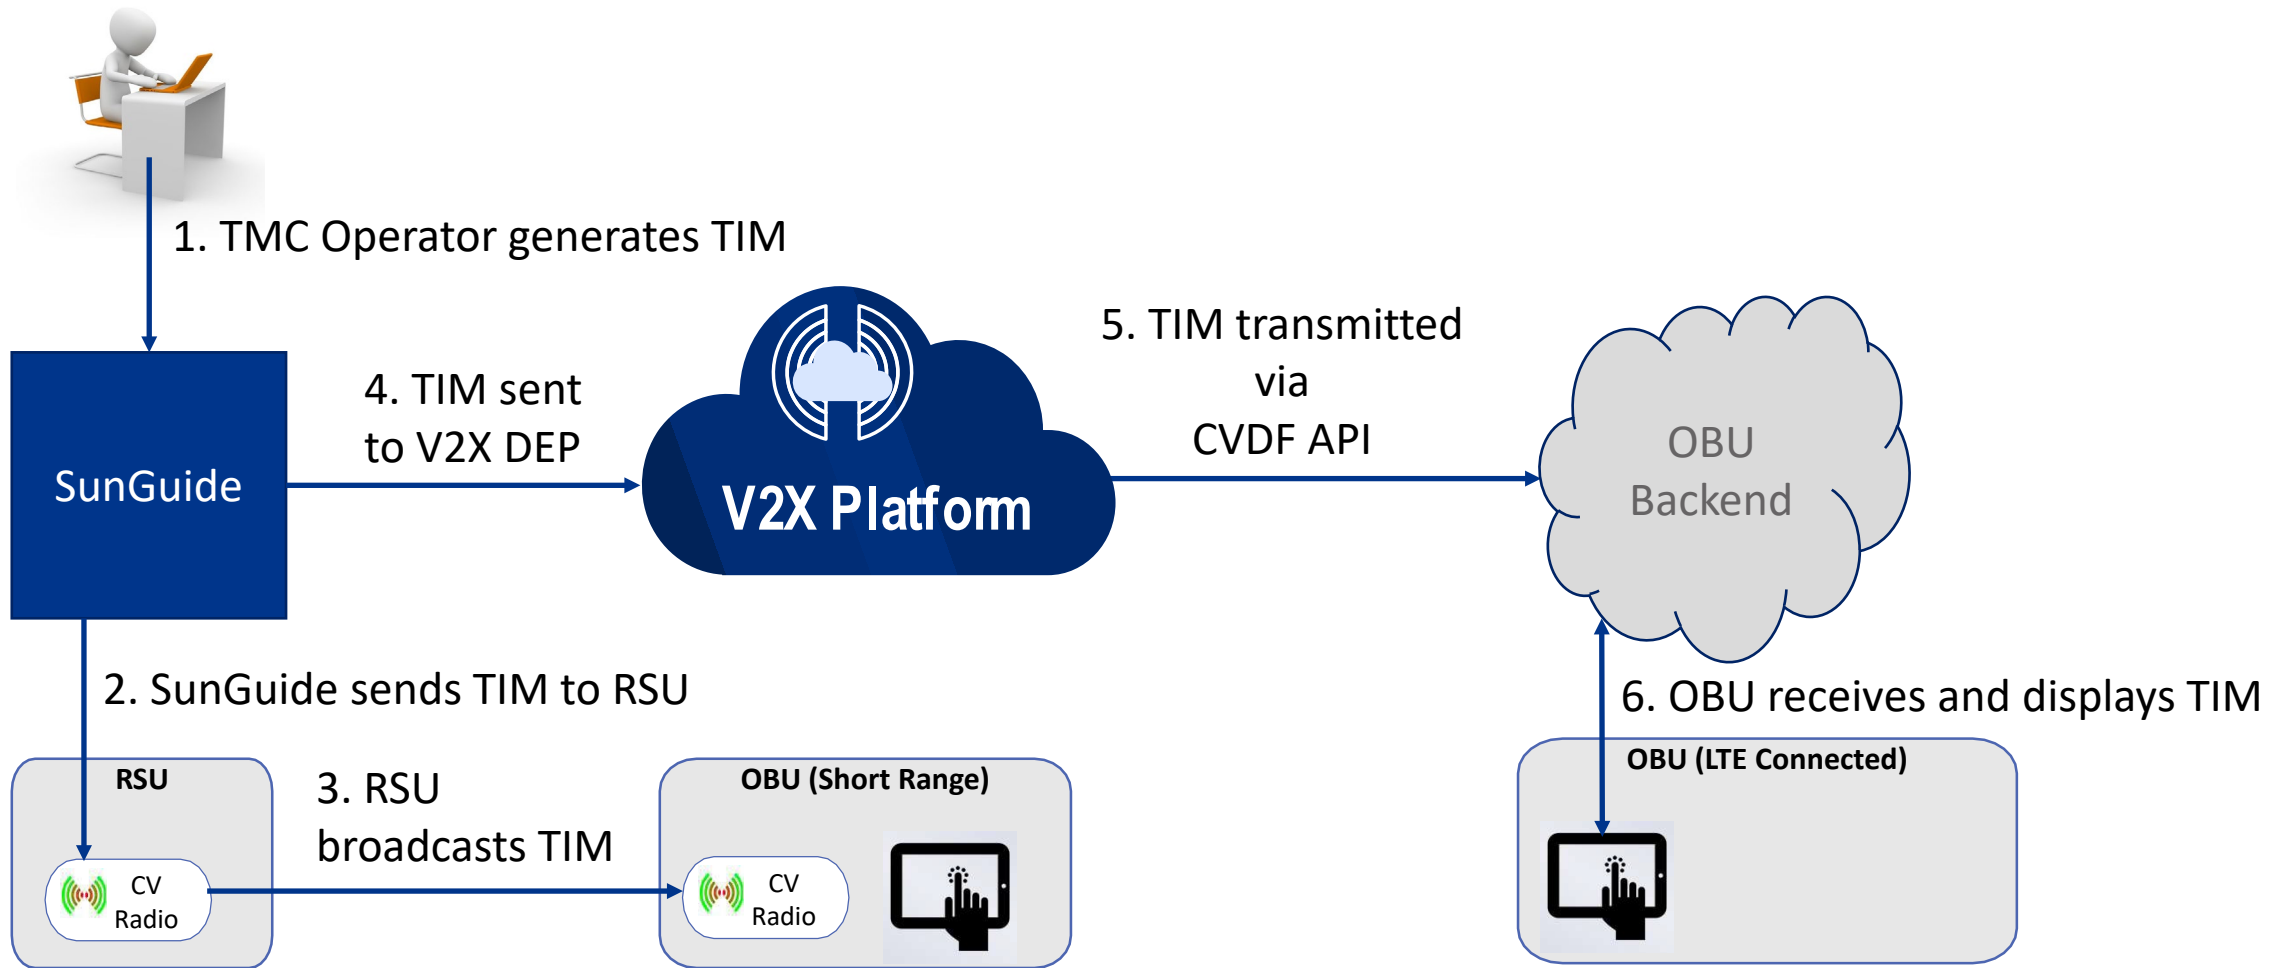 1. TMC Operator generates TIM
SunGuide
4. TIM sent
to V2X DEP
V2X Platform
5. TIM transmitted
via
CVDF API
OBU
Backend
2. SunGuide sends TIM to RSU
6. OBU receives and displays TIM
RSU
CV
Radio
3. RSU
broadcasts TIM
OBU (Short Range)
CV
Radio
OBU (LTE Connected)